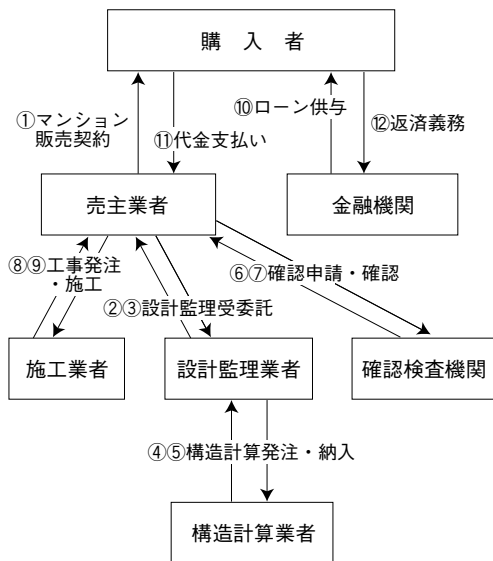 購 入 者
①マンション
販売契約
⑪代金支払い
⑩ローン供与
⑫返済義務
売主業者
金融機関
⑧⑨工事発注
・施工
②③設計監理受委託
⑥⑦確認申請・確認
施工業者
設計監理業者
確認検査機関
④⑤構造計算発注・納入
構造計算業者